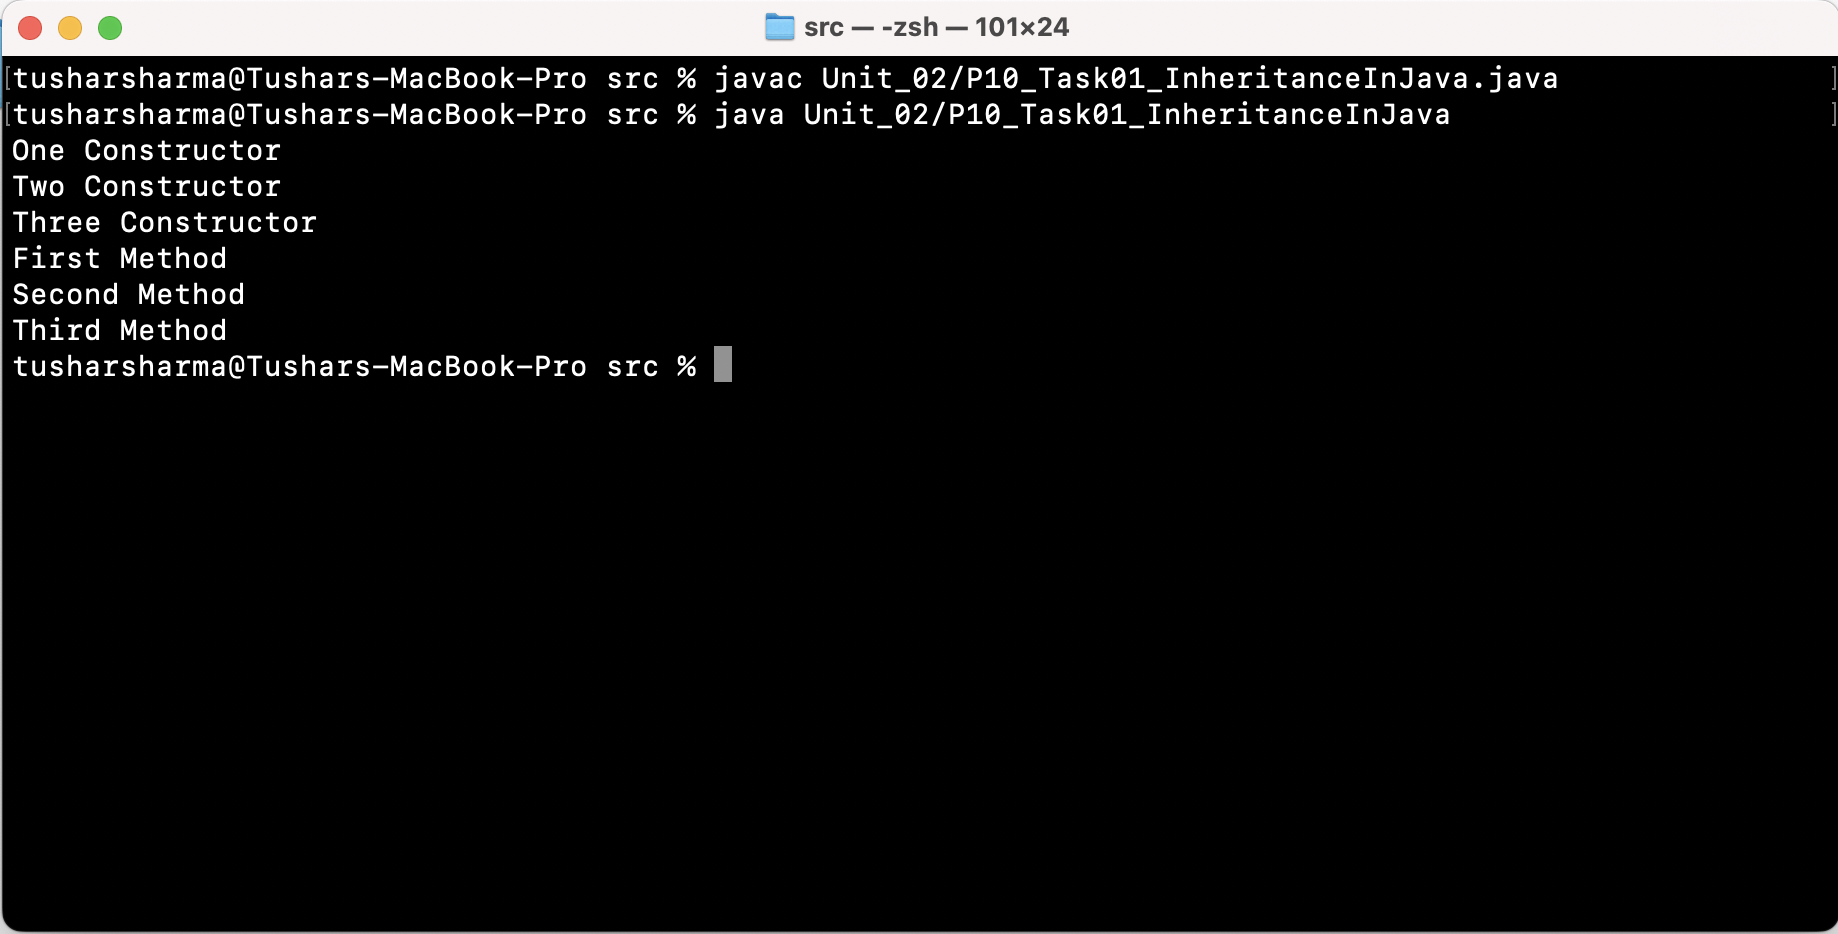 src — -zsh — 101×24
[tusharsharma@Tushars-MacBook-Pro src % javac Unit_02/P10_Task01_InheritanceInJava.java ]
[tusharsharma@Tushars-MacBook-Pro src % java Unit_02/P10_Task01_InheritanceInJava ]
One Constructor
Two Constructor
Three Constructor
First Method
Second Method
Third Method
tusharsharma@Tushars-MacBook-Pro src %